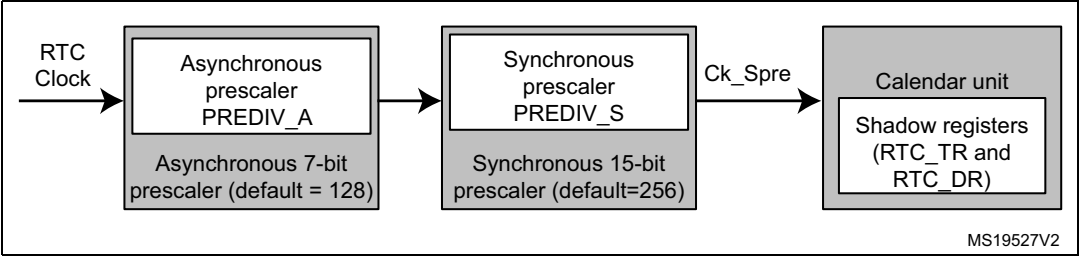 RTC
Clock
Asynchronous
prescaler
PREDIV_A
Asynchronous 7-bit
prescaler (default = 128)
Synchronous
prescaler
PREDIV_S
Synchronous 15-bit
prescaler (default=256)
Ck_Spre
Calendar unit
Shadow registers
(RTC_TR and
RTC_DR)
MS19527V2